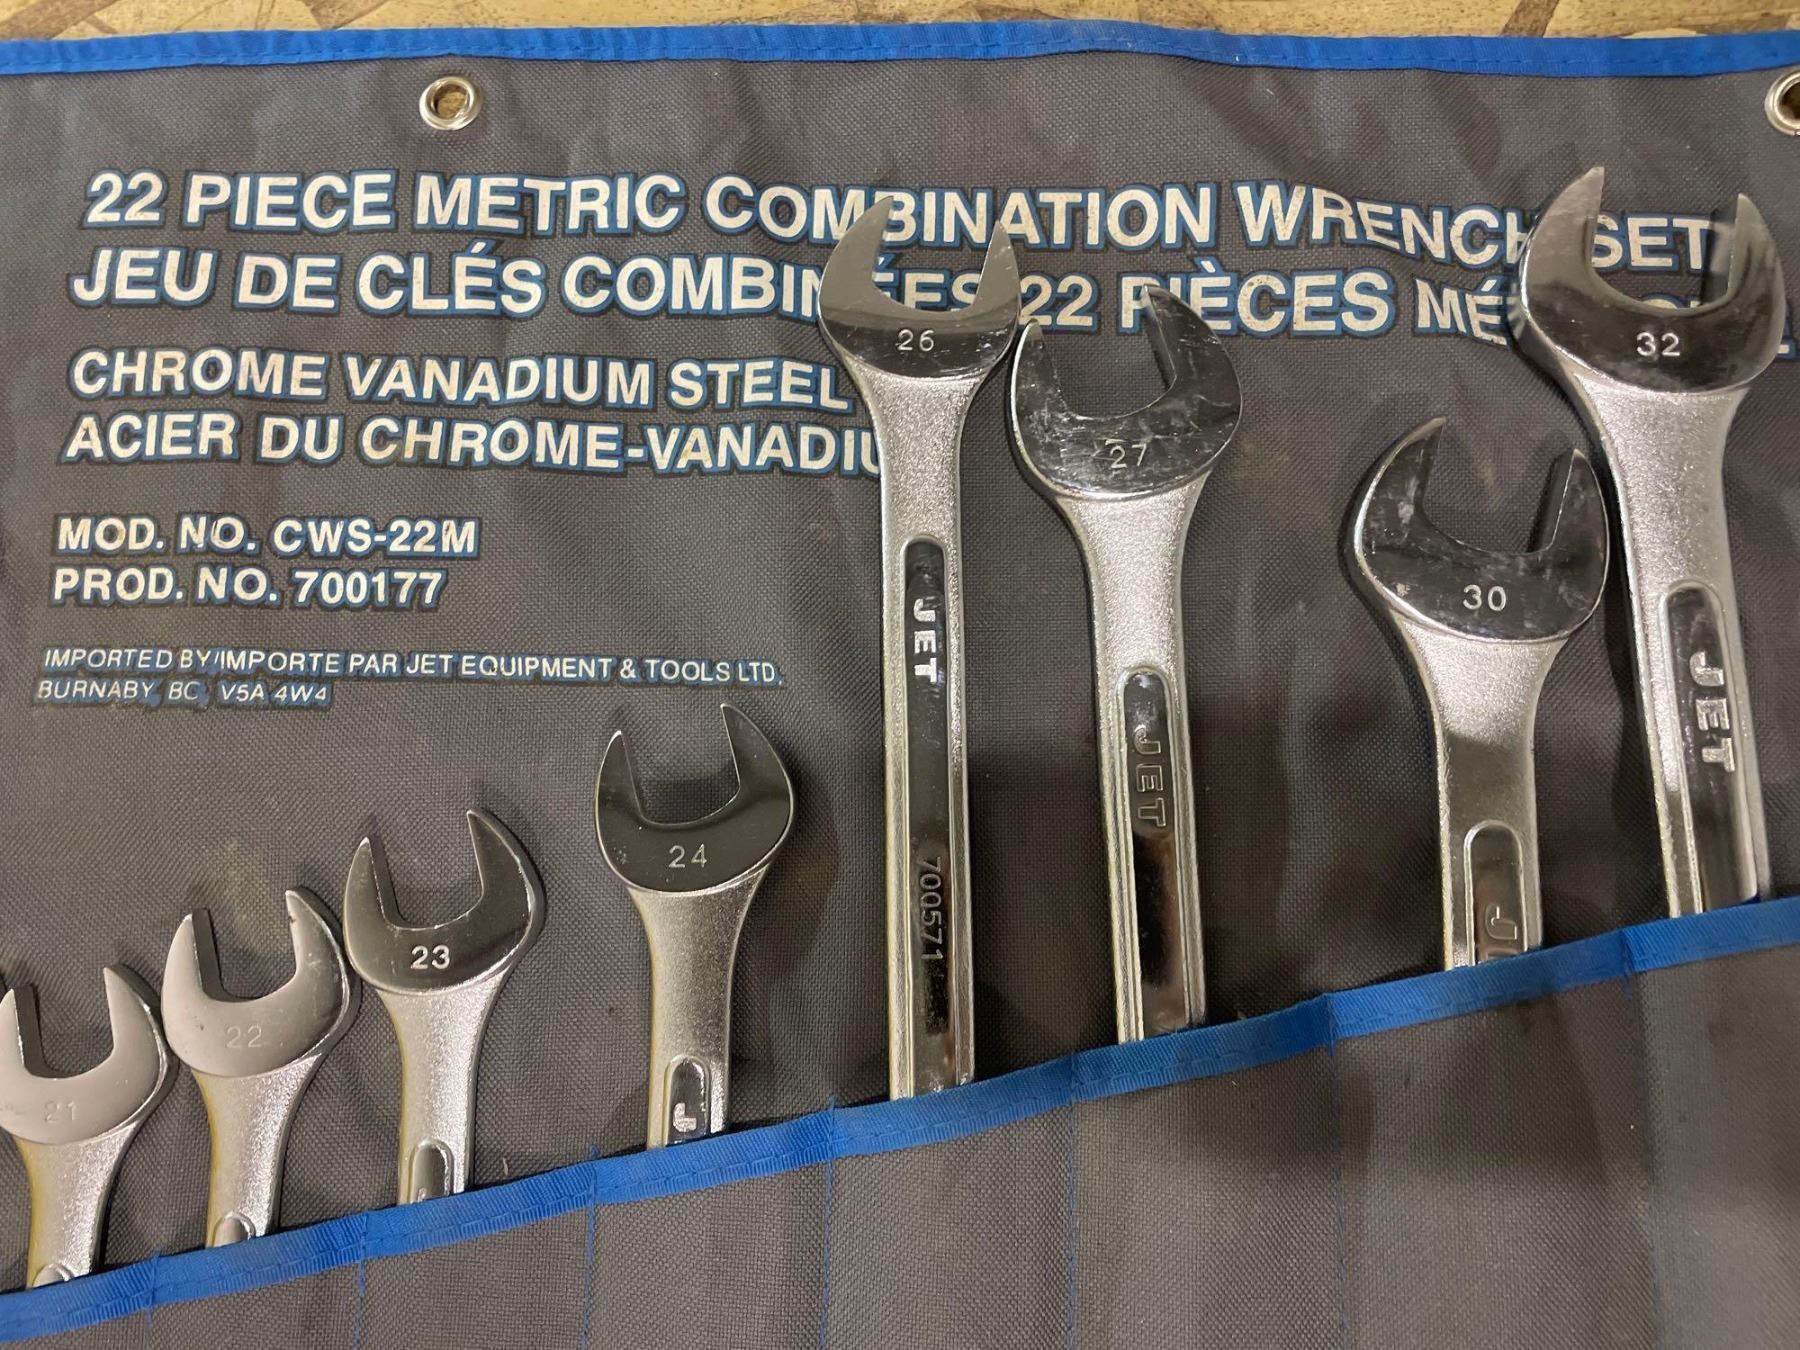 22 PIECE METRIC COMBINATION WRENCH SET
JEU DE CLÉS COMBINÉES 22 PIÈCES
CHROME VANADIUM STEEL
ACIER DU CHROME-VANADIU
MOD. NO. CWS-22M
PROD. NO. 700177
IMPORTED BY/IMPORTE PAR JET EQUIPMENT & TOOLS LTD.
BURNABY, BC, V5A 4W4
21
22
23
24
J
26
JET
700571
27
JET
30
32
JET